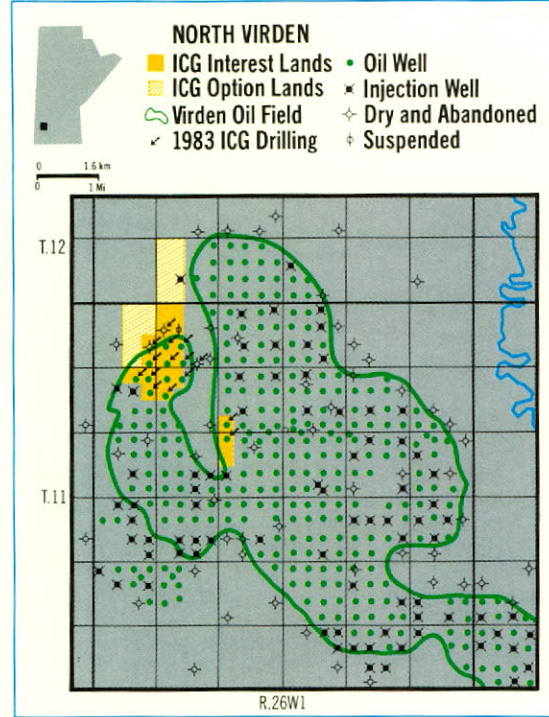 NORTH VIRDEN
ICG Interest Lands
Oil Well
ICG Option Lands
Injection Well
Virden Oil Field
Dry and Abandoned
1983 ICG Drilling
Suspended
0 1.6 km
0 1 Mi
T.12
T.11
R.26W1